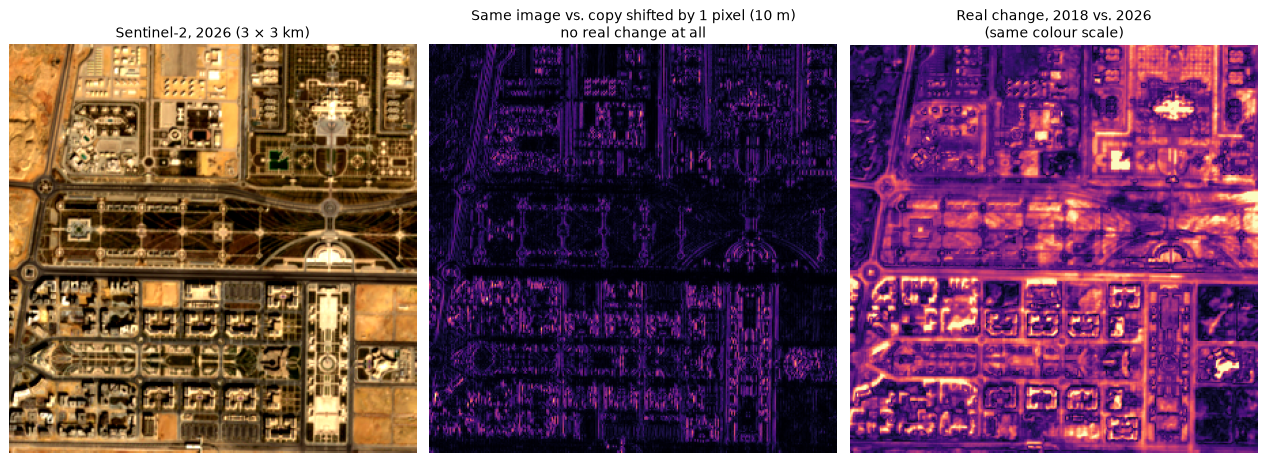 Sentinel-2, 2026 (3 × 3 km)
Same image vs. copy shifted by 1 pixel (10 m)
no real change at all
Real change, 2018 vs. 2026
(same colour scale)